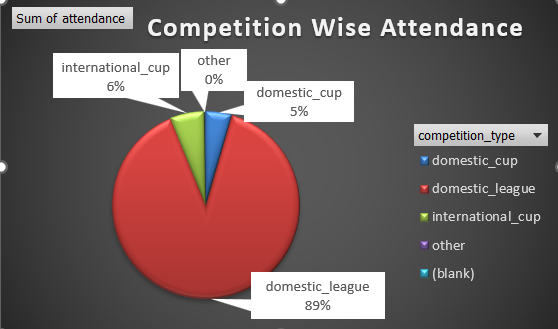 Sum of attendance
Competition Wise Attendance
international_cup
6%
other
0%
domestic_cup
5%
domestic_league
89%
competition_type
domestic_cup
domestic_league
international_cup
other
(blank)